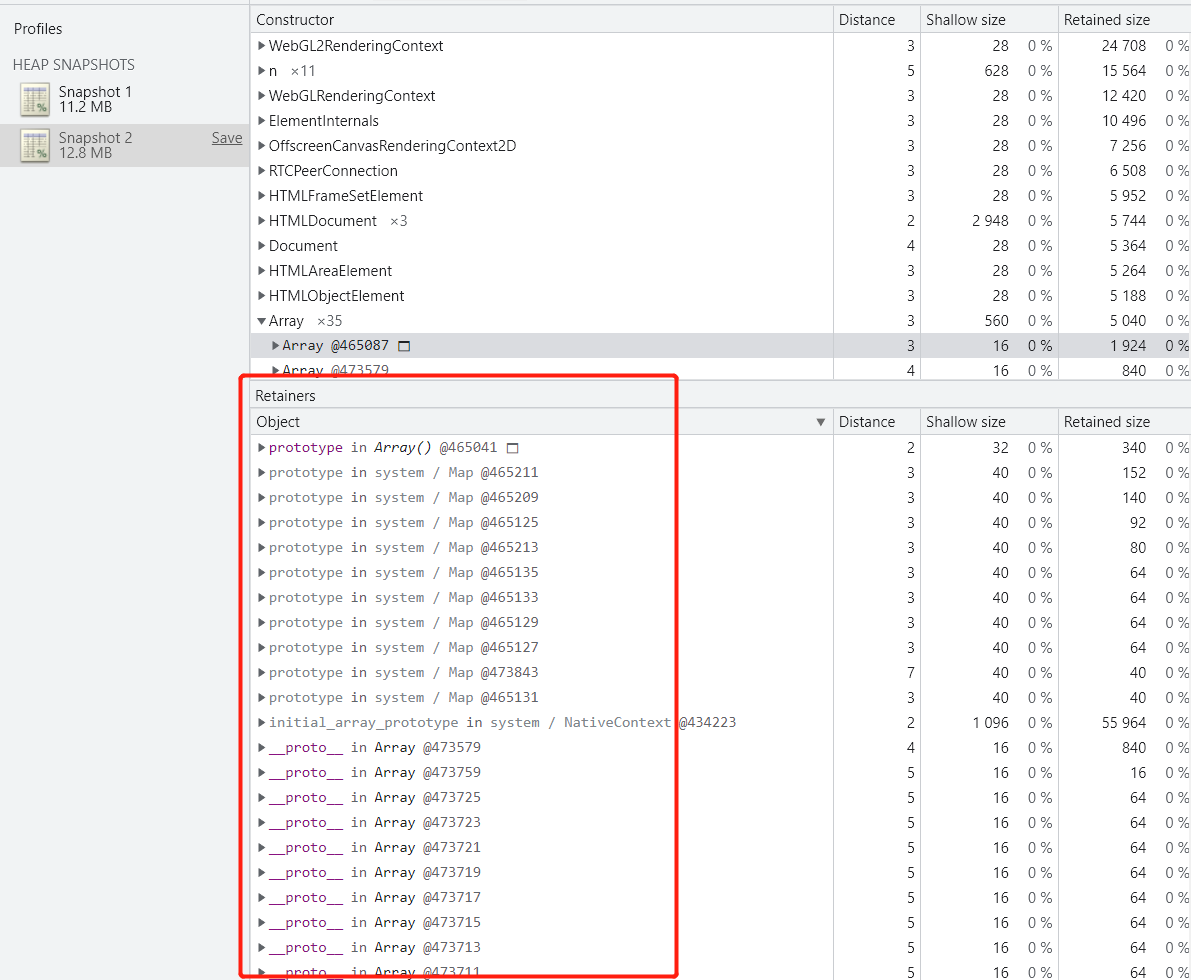 Profiles
HEAP SNAPSHOTS
Snapshot 1
11.2 MB
Snapshot 2 Save
12.8 MB
Constructor Distance Shallow size Retained size
WebGL2RenderingContext 3 28 0 % 24 708 0 %
n ×11 5 628 0 % 15 564 0 %
WebGLRenderingContext 3 28 0 % 12 420 0 %
ElementInternals 3 28 0 % 10 496 0 %
OffscreenCanvasRenderingContext2D 3 28 0 % 7 256 0 %
RTCPeerConnection 3 28 0 % 6 508 0 %
HTMLFrameSetElement 3 28 0 % 5 952 0 %
HTMLDocument ×3 2 2 948 0 % 5 744 0 %
Document 4 28 0 % 5 364 0 %
HTMLAreaElement 3 28 0 % 5 264 0 %
HTMLObjectElement 3 28 0 % 5 188 0 %
Array ×35 3 560 0 % 5 040 0 %
Array @465087 3 16 0 % 1 924 0 %
Array @473579 4 16 0 % 840 0 %
Retainers
Object Distance Shallow size Retained size
prototype in Array() @465041 2 32 0 % 340 0 %
prototype in system / Map @465211 3 40 0 % 152 0 %
prototype in system / Map @465209 3 40 0 % 140 0 %
prototype in system / Map @465125 3 40 0 % 92 0 %
prototype in system / Map @465213 3 40 0 % 80 0 %
prototype in system / Map @465135 3 40 0 % 64 0 %
prototype in system / Map @465133 3 40 0 % 64 0 %
prototype in system / Map @465129 3 40 0 % 64 0 %
prototype in system / Map @465127 3 40 0 % 64 0 %
prototype in system / Map @473843 7 40 0 % 40 0 %
prototype in system / Map @465131 3 40 0 % 40 0 %
initial_array_prototype in system / NativeContext @434223 2 1 096 0 % 55 964 0 %
__proto__ in Array @473579 4 16 0 % 840 0 %
__proto__ in Array @473759 5 16 0 % 16 0 %
__proto__ in Array @473725 5 16 0 % 64 0 %
__proto__ in Array @473723 5 16 0 % 64 0 %
__proto__ in Array @473721 5 16 0 % 64 0 %
__proto__ in Array @473719 5 16 0 % 64 0 %
__proto__ in Array @473717 5 16 0 % 64 0 %
__proto__ in Array @473715 5 16 0 % 64 0 %
__proto__ in Array @473713 5 16 0 % 64 0 %
__proto__ in Array @473711 5 16 0 % 64 0 %